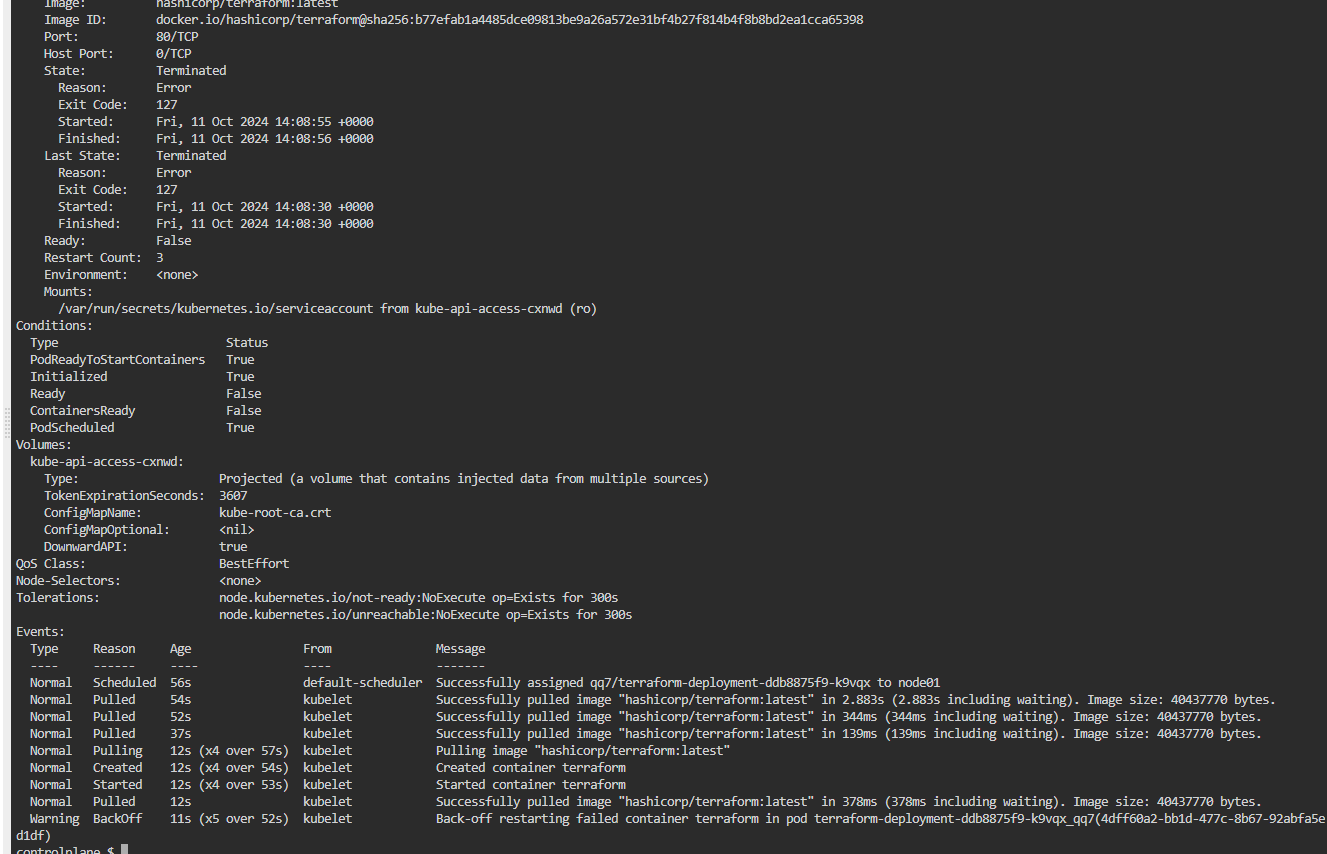 Image:          hashicorp/terraform:latest
    Image ID:       docker.io/hashicorp/terraform@sha256:b77efab1a4485dce09813be9a26a572e31bf4b27f814b4f8b8bd2ea1cca65398
    Port:           80/TCP
    Host Port:      0/TCP
    State:          Terminated
      Reason:       Error
      Exit Code:    127
      Started:      Fri, 11 Oct 2024 14:08:55 +0000
      Finished:     Fri, 11 Oct 2024 14:08:56 +0000
    Last State:     Terminated
      Reason:       Error
      Exit Code:    127
      Started:      Fri, 11 Oct 2024 14:08:30 +0000
      Finished:     Fri, 11 Oct 2024 14:08:30 +0000
    Ready:          False
    Restart Count:  3
    Environment:    <none>
    Mounts:
      /var/run/secrets/kubernetes.io/serviceaccount from kube-api-access-cxnwd (ro)
Conditions:
  Type                        Status
  PodReadyToStartContainers   True
  Initialized                 True
  Ready                       False
  ContainersReady             False
  PodScheduled                True
Volumes:
  kube-api-access-cxnwd:
    Type:                    Projected (a volume that contains injected data from multiple sources)
    TokenExpirationSeconds:  3607
    ConfigMapName:           kube-root-ca.crt
    ConfigMapOptional:       <nil>
    DownwardAPI:             true
QoS Class:                   BestEffort
Node-Selectors:              <none>
Tolerations:                 node.kubernetes.io/not-ready:NoExecute op=Exists for 300s
                             node.kubernetes.io/unreachable:NoExecute op=Exists for 300s
Events:
  Type     Reason     Age                From               Message
  ----     ------     ----               ----               -------
  Normal   Scheduled  56s                default-scheduler  Successfully assigned qq7/terraform-deployment-ddb8875f9-k9vqx to node01
  Normal   Pulled     54s                kubelet            Successfully pulled image "hashicorp/terraform:latest" in 2.883s (2.883s including waiting). Image size: 40437770 bytes.
  Normal   Pulled     52s                kubelet            Successfully pulled image "hashicorp/terraform:latest" in 344ms (344ms including waiting). Image size: 40437770 bytes.
  Normal   Pulled     37s                kubelet            Successfully pulled image "hashicorp/terraform:latest" in 139ms (139ms including waiting). Image size: 40437770 bytes.
  Normal   Pulling    12s (x4 over 57s)  kubelet            Pulling image "hashicorp/terraform:latest"
  Normal   Created    12s (x4 over 54s)  kubelet            Created container terraform
  Normal   Started    12s (x4 over 53s)  kubelet            Started container terraform
  Normal   Pulled     12s                kubelet            Successfully pulled image "hashicorp/terraform:latest" in 378ms (378ms including waiting). Image size: 40437770 bytes.
  Warning  BackOff    11s (x5 over 52s)  kubelet            Back-off restarting failed container terraform in pod terraform-deployment-ddb8875f9-k9vqx_qq7(4dff60a2-bb1d-477c-8b67-92abfa5e
d1df)
controlplane $